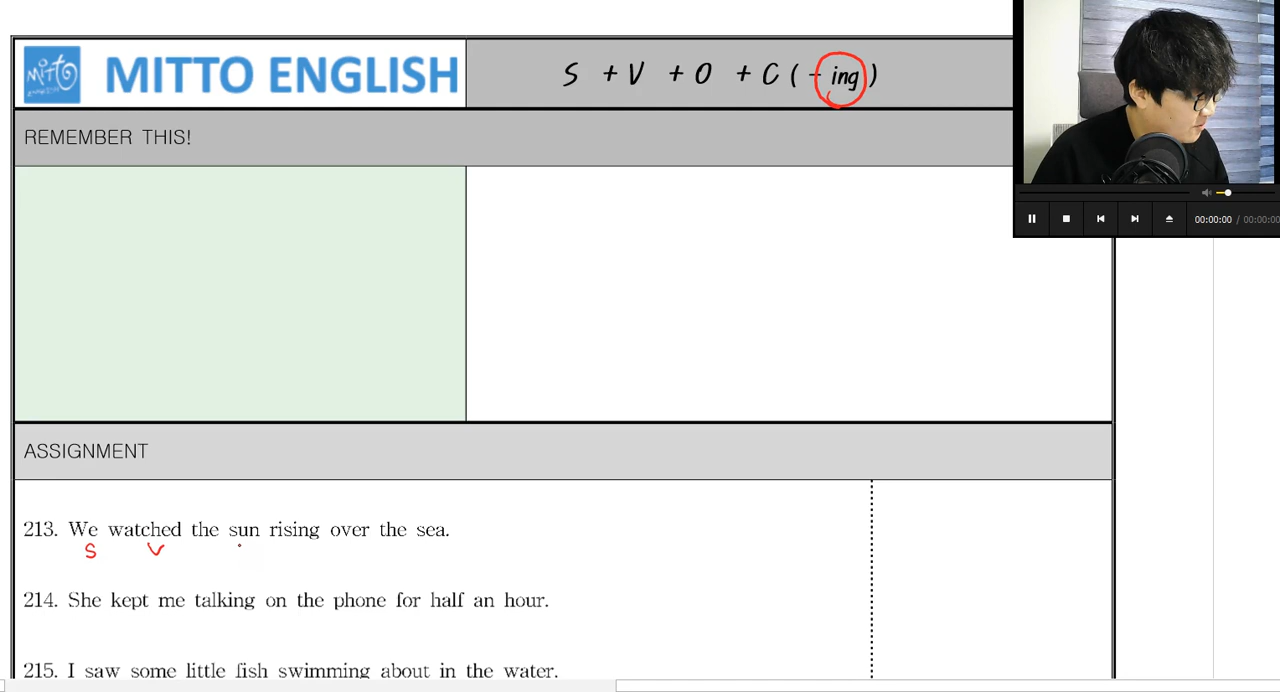 mitto
MITTO ENGLISH
S + V + O + C ( - ing )
REMEMBER THIS!
00:00:00 / 00:00:00
ASSIGNMENT
213. We watched the sun rising over the sea.
S V
214. She kept me talking on the phone for half an hour.
215. I saw some little fish swimming about in the water.